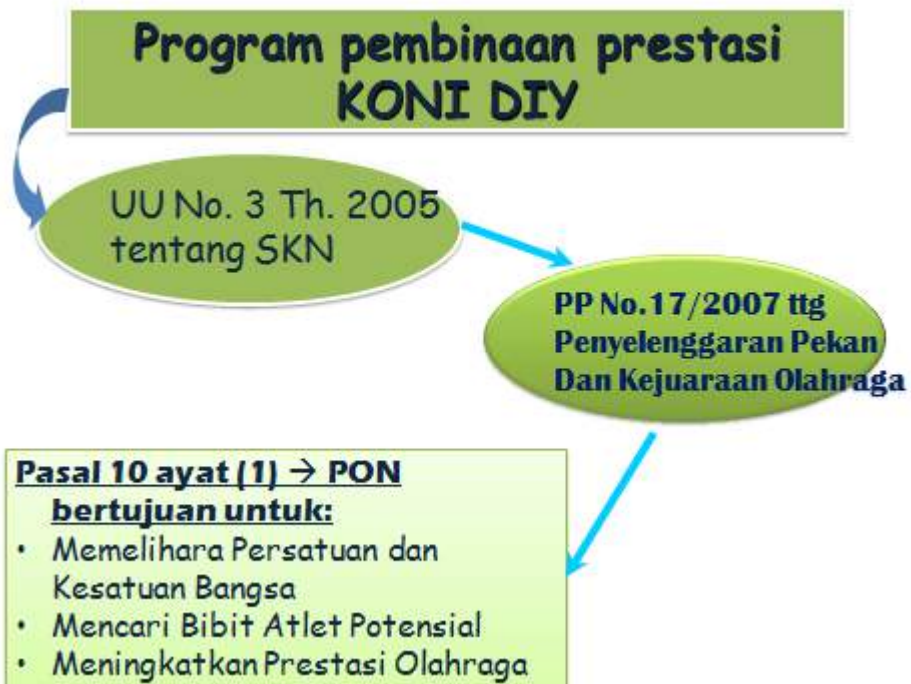 Program pembinaan prestasi
KONI DIY
UU No. 3 Th. 2005
tentang SKN
PP No.17/2007 ttg
Penyelenggaran Pekan
Dan Kejuaraan Olahraga
Pasal 10 ayat (1) → PON
bertujuan untuk:
• Memelihara Persatuan dan
Kesatuan Bangsa
• Mencari Bibit Atlet Potensial
• Meningkatkan Prestasi Olahraga